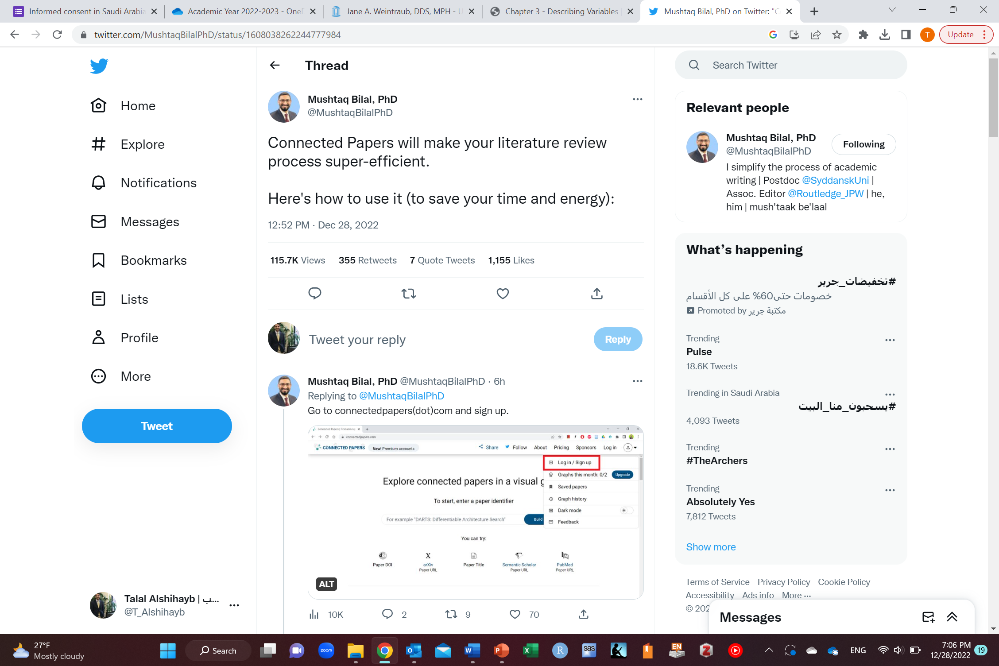 Informed consent in Saudi Arabia
Academic Year 2022-2023 - OneD
Jane A. Weintraub, DDS, MPH - U
Chapter 3 - Describing Variables
Mushtaq Bilal, PhD on Twitter: "Co
twitter.com/MushtaqBilalPhD/status/1608038262244777984
T
Update
Home
Explore
Notifications
Messages
Bookmarks
Lists
Profile
More
Tweet
Talal Alshihayb | ب...
@T_Alshihayb
Thread
Mushtaq Bilal, PhD
@MushtaqBilalPhD
Connected Papers will make your literature review
process super-efficient.
Here's how to use it (to save your time and energy):
12:52 PM · Dec 28, 2022
115.7K Views 355 Retweets 7 Quote Tweets 1,155 Likes
Tweet your reply
Reply
Mushtaq Bilal, PhD @MushtaqBilalPhD · 6h
Replying to @MushtaqBilalPhD
Go to connectedpapers(dot)com and sign up.
Connected Papers | Find and exp
connectedpapers.com
CONNECTED PAPERS New! Premium accounts Share Follow About Pricing Sponsors Log in
Log in / Sign up
Graphs this month: 0/2 Upgrade
Saved papers
Graph history
Dark mode
Feedback
Explore connected papers in a visual g
To start, enter a paper identifier
For example "DARTS: Differentiable Architecture Search"
Build
You can try:
doi X
Paper DOI
arXiv
Paper URL
Paper Title
Semantic Scholar
Paper URL
PubMed
Paper URL
ALT
10K 2 9 70
Search Twitter
Relevant people
Mushtaq Bilal, PhD
@MushtaqBilalPhD
Following
I simplify the process of academic
writing | Postdoc @SyddanskUni |
Assoc. Editor @Routledge_JPW | he,
him | mush'taak be'laal
What's happening
#تخفيضات_جرير
خصومات حتى60% على كل الأقسام
Promoted by مكتبة جرير
Trending
Pulse
18.6K Tweets
Trending in Saudi Arabia
#يسحبون_منا_البيت
4,093 Tweets
Trending
#TheArchers
Trending
Absolutely Yes
7,812 Tweets
Show more
Terms of Service Privacy Policy Cookie Policy
Accessibility Ads info More ···
© 202
Messages
27°F
Mostly cloudy
Search
zoom
O
W
P
X
R
sas
EN
Z
ENG
7:06 PM
12/28/2022
19